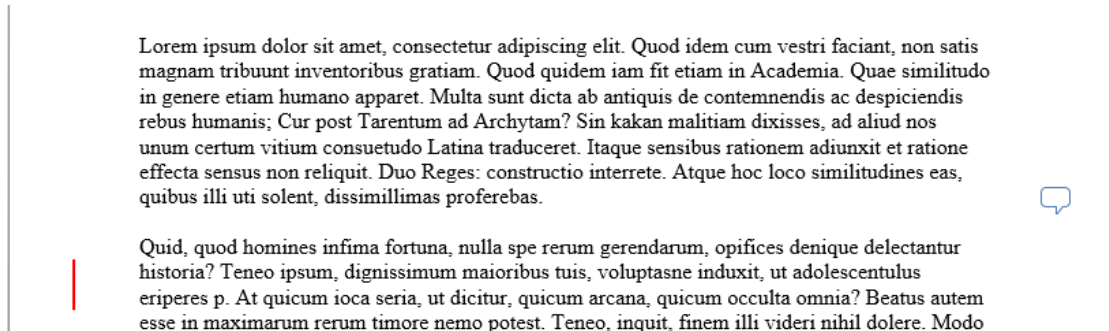 Lorem ipsum dolor sit amet, consectetur adipiscing elit. Quod idem cum vestri faciant, non satis
magnam tribuunt inventoribus gratiam. Quod quidem iam fit etiam in Academia. Quae similitudo
in genere etiam humano apparet. Multa sunt dicta ab antiquis de contemnendis ac despiciendis
rebus humanis; Cur post Tarentum ad Archytam? Sin kakan malitiam dixisses, ad aliud nos
unum certum vitium consuetudo Latina traduceret. Itaque sensibus rationem adiunxit et ratione
effecta sensus non reliquit. Duo Reges: constructio interrete. Atque hoc loco similitudines eas,
quibus illi uti solent, dissimillimas proferebas.
Quid, quod homines infima fortuna, nulla spe rerum gerendarum, opifices denique delectantur
historia? Teneo ipsum, dignissimum maioribus tuis, voluptasne induxit, ut adolescentulus
eriperes p. At quicum ioca seria, ut dicitur, quicum arcana, quicum occulta omnia? Beatus autem
esse in maximarum rerum timore nemo potest. Teneo, inquit, finem illi videri nihil dolere. Modo